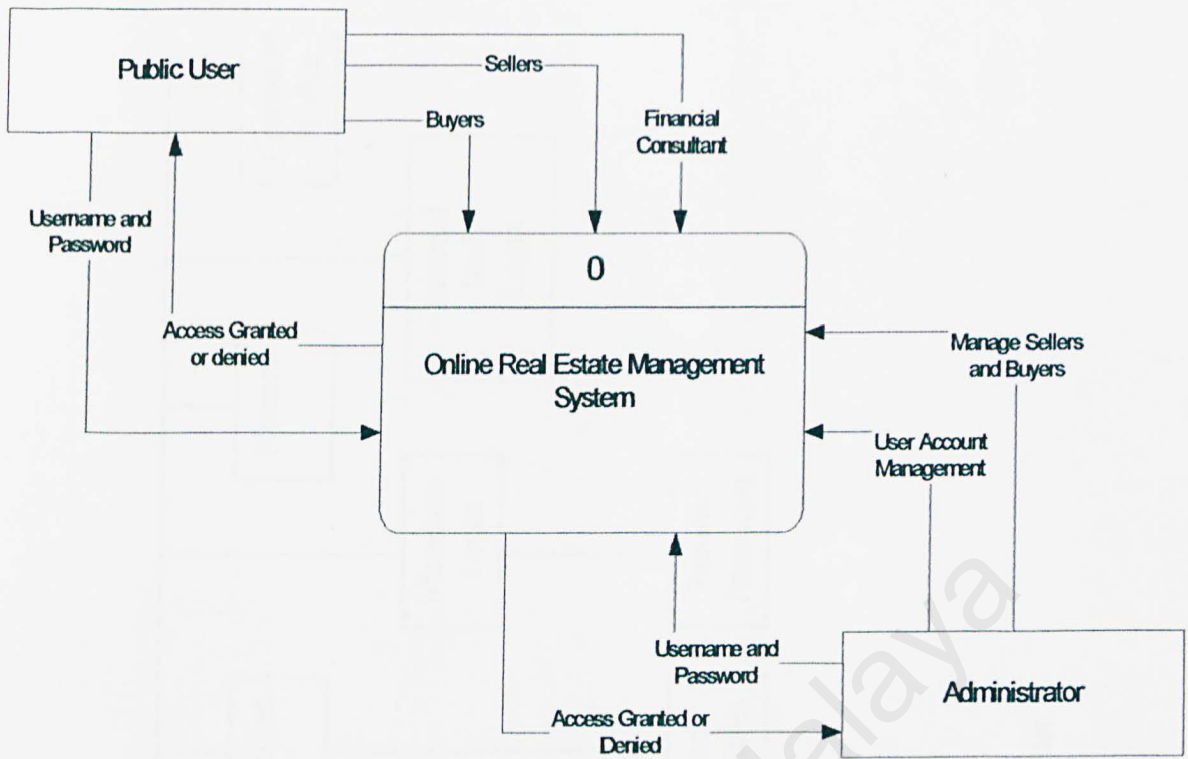 Public User
Sellers
Buyers
Financial
Consultant
Username and
Password
0
Access Granted
or denied
Online Real Estate Management
System
Manage Sellers
and Buyers
User Account
Management
Username and
Password
Administrator
Access Granted or
Denied